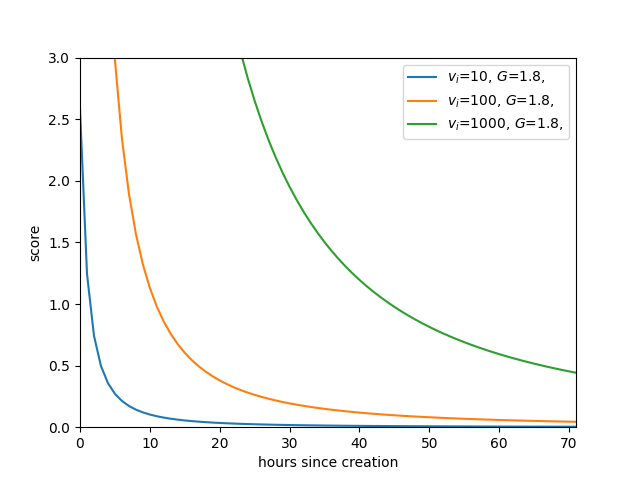 3.0
2.5
2.0
1.5
1.0
0.5
0.0
score
0 10 20 30 40 50 60 70
hours since creation
v_i=10, G=1.8,
v_i=100, G=1.8,
v_i=1000, G=1.8,